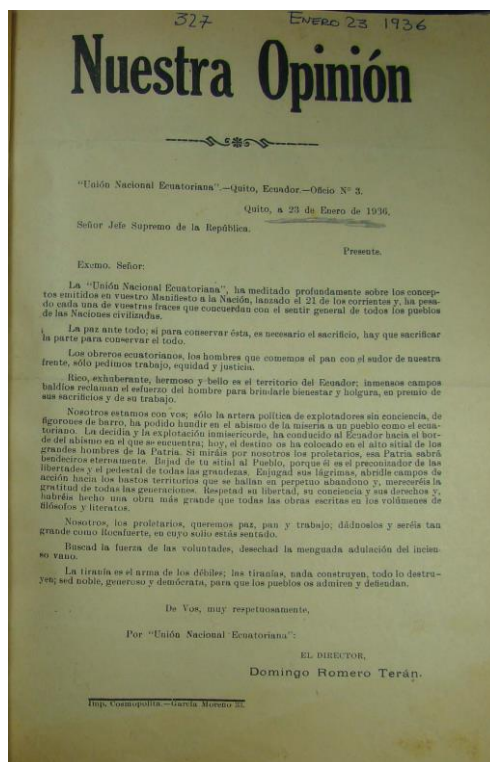 327 ENERO 23 1936
Nuestra Opinión
"Unión Nacional Ecuatoriana".—Quito, Ecuador.—Oficio Nº 3.
Quito, a 23 de Enero de 1936.
Señor Jefe Supremo de la República.
Presente.
Excmo. Señor:
La "Unión Nacional Ecuatoriana", ha meditado profundamente sobre los concep-
tos emitidos en vuestro Manifiesto a la Nación, lanzado el 21 de los corrientes y, ha pesa-
do cada una de vuestras fraces que concuerdan con el sentir general de todos los pueblos
de las Naciones civilizadas.
La paz ante todo; si para conservar ésta, es necesario el sacrificio, hay que sacrificar
la parte para conservar el todo.
Los obreros ecuatorianos, los hombres que comemos el pan con el sudor de nuestra
frente, sólo pedimos trabajo, equidad y justicia.
Rico, exhuberante, hermoso y bello es el territorio del Ecuador; inmensos campos
baldíos reclaman el esfuerzo del hombre para brindarle bienestar y holgura, en premio de
sus sacrificios y de su trabajo.
Nosotros estamos con vos; sólo la artera política de explotadores sin conciencia, de
figurones de barro, ha podido hundir en el abismo de la miseria a un pueblo como el ecua-
toriano. La decidia y la explotación inmisericorde, ha conducido al Ecuador hacia el bor-
de del abismo en el que se encuentra; hoy, el destino os ha colocado en el alto sitial de los
grandes hombres de la Patria. Si miráis por nosotros los proletarios, esa Patria sabrá
bendeciros eternamente. Bajad de tu sitial al Pueblo, porque él es el preconizador de las
libertades y el pedestal de todas las grandezas. Enjugad sus lágrimas, abridle campos de
acción hacia los bastos territorios que se hallan en perpetuo abandono y, mereceréis la
gratitud de todas las generaciones. Respetad su libertad, su conciencia y sus derechos y,
habréis hecho una obra más grande que todas las obras escritas en los volúmenes de
filósofos y literatos.
Nosotros, los proletarios, queremos paz, pan y trabajo; dádnoslos y seréis tan
grande como Rocafuerte, en cuyo solio estás sentado.
Buscad la fuerza de las voluntades, desechad la menguada adulación del incien-
so vano.
La tiranía es el arma de los débiles; las tiranías, nada construyen, todo lo destru-
yen; sed noble, generoso y demócrata, para que los pueblos os admiren y defiendan.
De Vos, muy respetuosamente,
Por "Unión Nacional Ecuatoriana":
EL DIRECTOR,
Domingo Romero Terán.
Imp. Cosmopolita.—García Moreno 33.